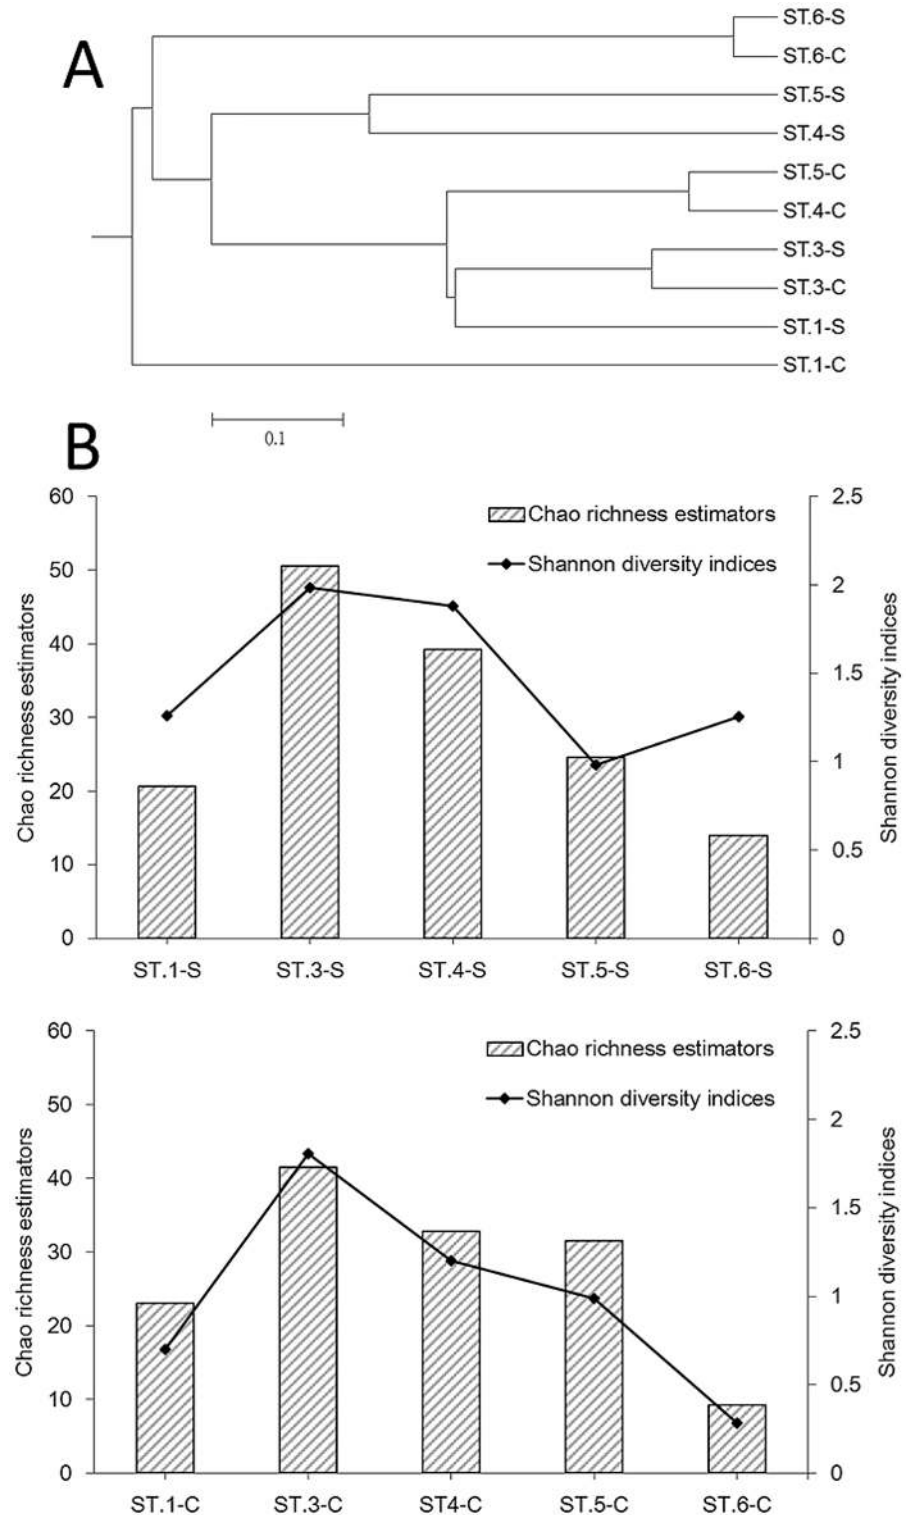 A
ST.6-S
ST.6-C
ST.5-S
ST.4-S
ST.5-C
ST.4-C
ST.3-S
ST.3-C
ST.1-S
ST.1-C
0.1
B
Chao richness estimators
60
50
40
30
20
10
0
Chao richness estimators
Shannon diversity indices
2.5
2
1.5
1
0.5
0
Shannon diversity indices
ST.1-S ST.3-S ST.4-S ST.5-S ST.6-S
Chao richness estimators
60
50
40
30
20
10
0
Chao richness estimators
Shannon diversity indices
2.5
2
1.5
1
0.5
0
Shannon diversity indices
ST.1-C ST.3-C ST4-C ST.5-C ST.6-C